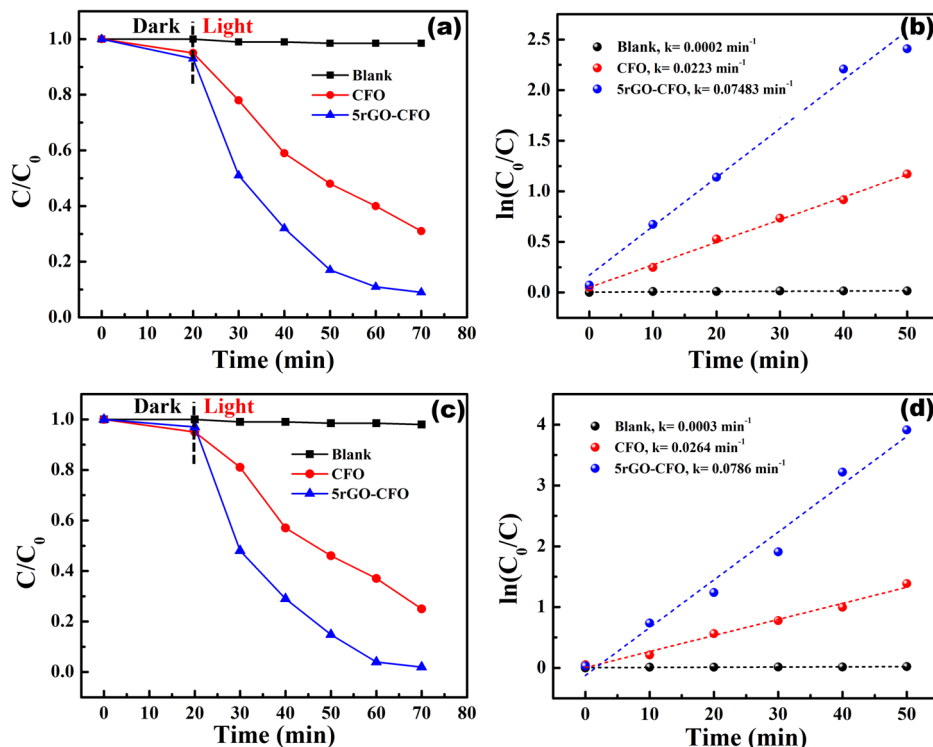 (a)
Dark Light
Blank
CFO
5rGO-CFO
C/C0
1.0
0.8
0.6
0.4
0.2
0.0
0 10 20 30 40 50 60 70 80
Time (min)
(b)
Blank, k= 0.0002 min-1
CFO, k= 0.0223 min-1
5rGO-CFO, k= 0.07483 min-1
ln(C0/C)
2.5
2.0
1.5
1.0
0.5
0.0
0 10 20 30 40 50
Time (min)
(c)
Dark Light
Blank
CFO
5rGO-CFO
C/C0
1.0
0.8
0.6
0.4
0.2
0.0
0 10 20 30 40 50 60 70 80
Time (min)
(d)
Blank, k= 0.0003 min-1
CFO, k= 0.0264 min-1
5rGO-CFO, k= 0.0786 min-1
ln(C0/C)
4
3
2
1
0
0 10 20 30 40 50
Time (min)